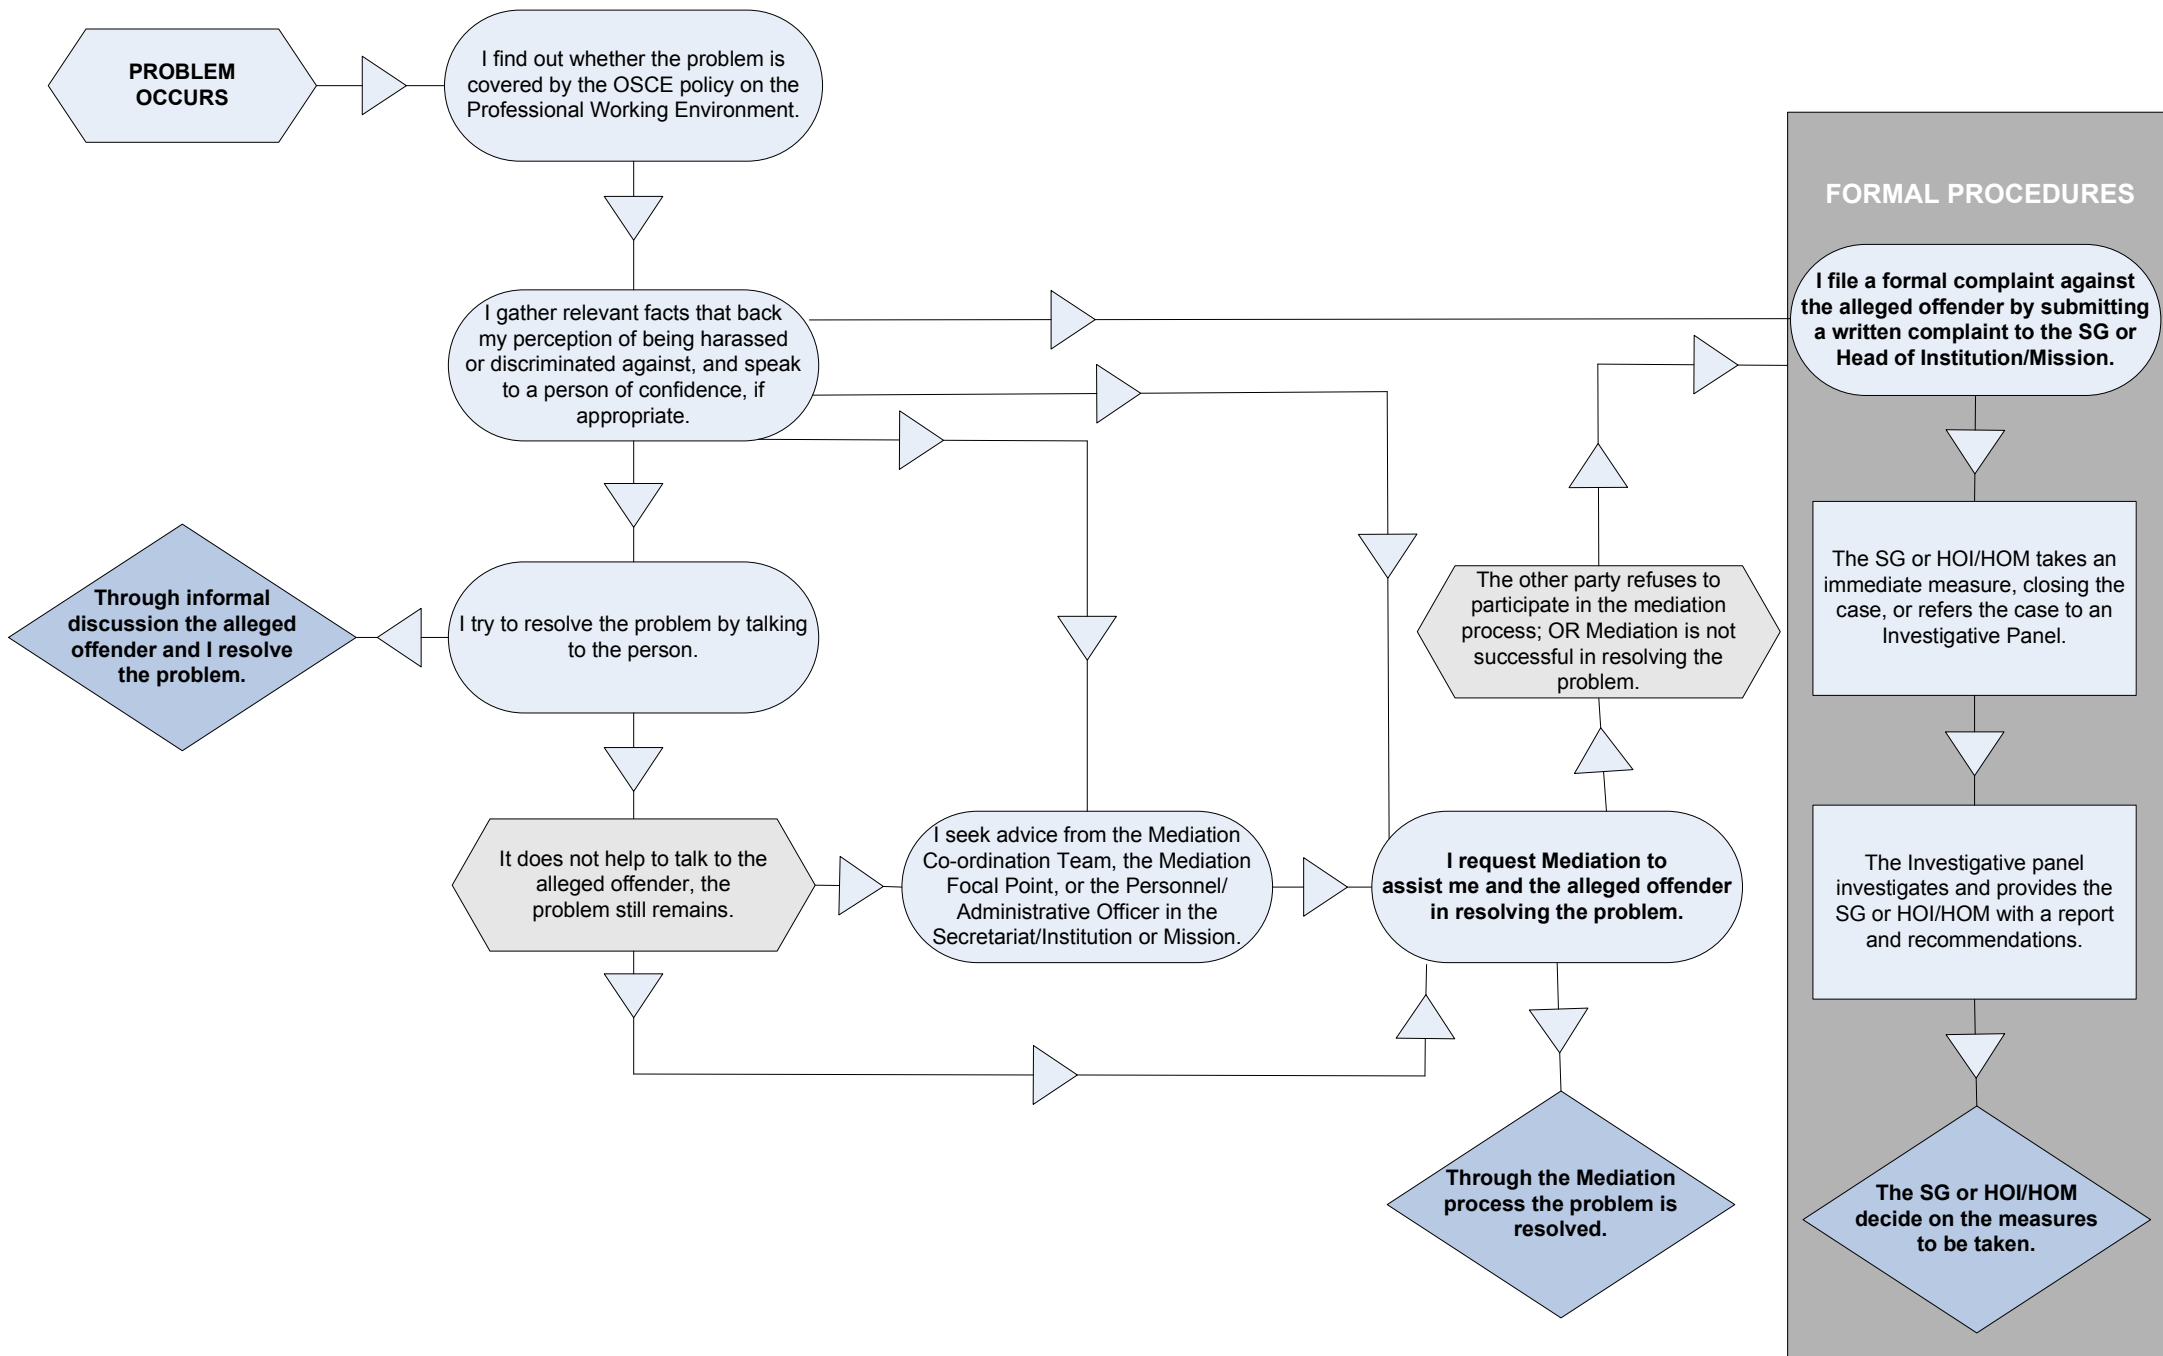 PROBLEM
OCCURS
I find out whether the problem is
covered by the OSCE policy on the
Professional Working Environment.
FORMAL PROCEDURES
I file a formal complaint against
the alleged offender by submitting
a written complaint to the SG or
Head of Institution/Mission.
I gather relevant facts that back
my perception of being harassed
or discriminated against, and speak
to a person of confidence, if
appropriate.
Through informal
discussion the alleged
offender and I resolve
the problem.
I try to resolve the problem by talking
to the person.
The other party refuses to
participate in the mediation
process; OR Mediation is not
successful in resolving the
problem.
The SG or HOI/HOM takes an
immediate measure, closing the
case, or refers the case to an
Investigative Panel.
It does not help to talk to the
alleged offender, the
problem still remains.
I seek advice from the Mediation
Co-ordination Team, the Mediation
Focal Point, or the Personnel/
Administrative Officer in the
Secretariat/Institution or Mission.
I request Mediation to
assist me and the alleged offender
in resolving the problem.
The Investigative panel
investigates and provides the
SG or HOI/HOM with a report
and recommendations.
Through the Mediation
process the problem is
resolved.
The SG or HOI/HOM
decide on the measures
to be taken.